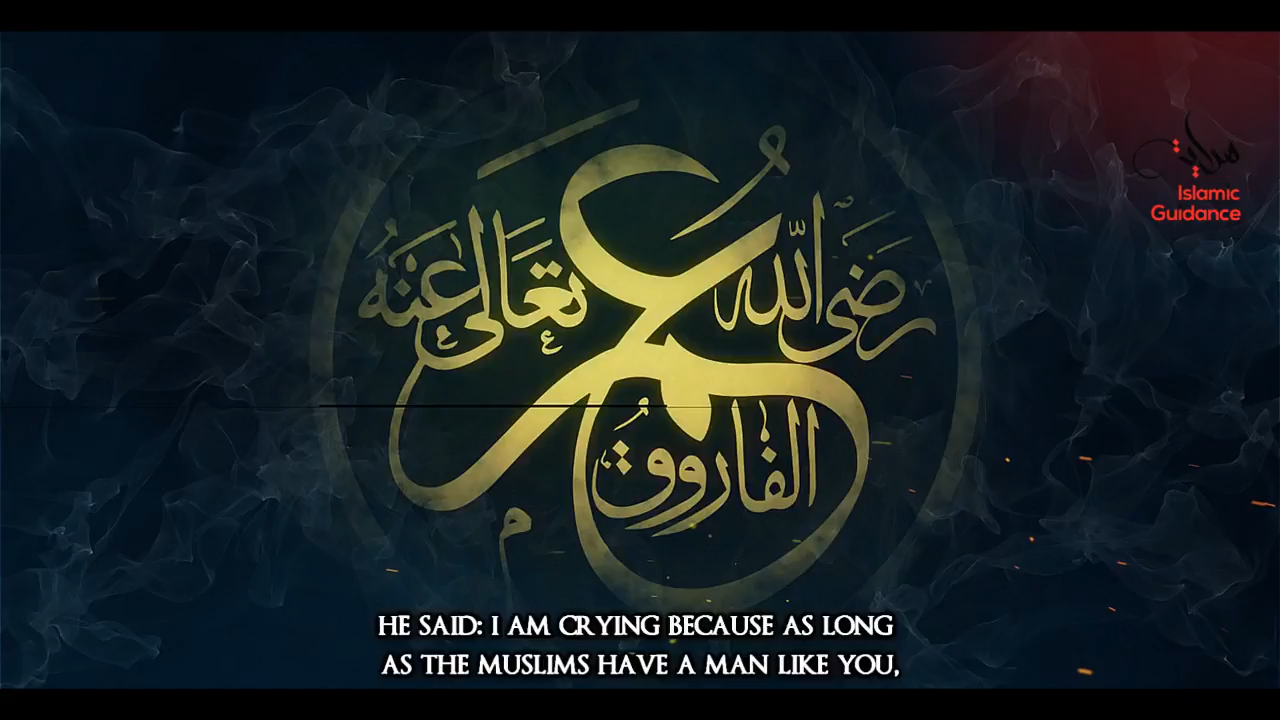 هداية
Islamic
Guidance
عمر
رضي الله تعالى عنه
الفاروق
HE SAID: I AM CRYING BECAUSE AS LONG
AS THE MUSLIMS HAVE A MAN LIKE YOU,